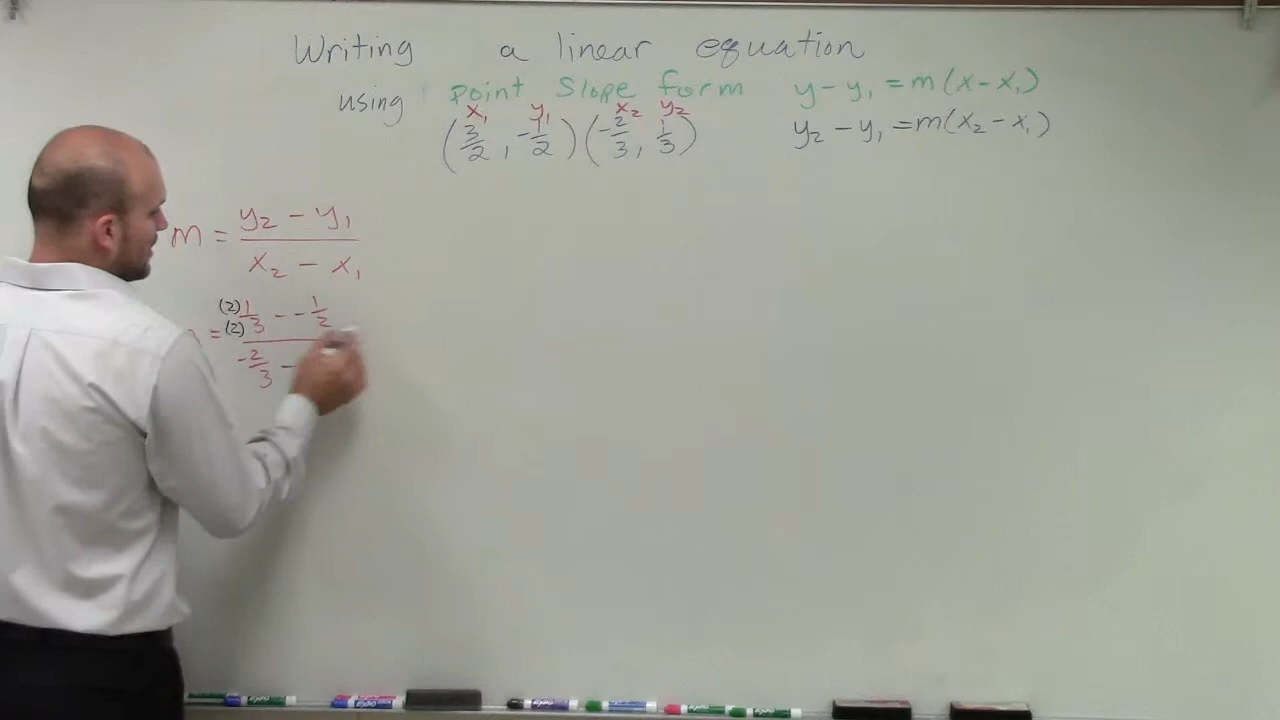 Writing a linear equation
using point slope form y - y₁ = m(x - x₁)
x₁ y₁ x₂ y₂
(3/2, -1/2) (-2/3, 1/3) y₂ - y₁ = m(x₂ - x₁)
m = (y₂ - y₁)/(x₂ - x₁)
= (2) 1/3 (2) - - 1/2
-2/3 -
EXPO